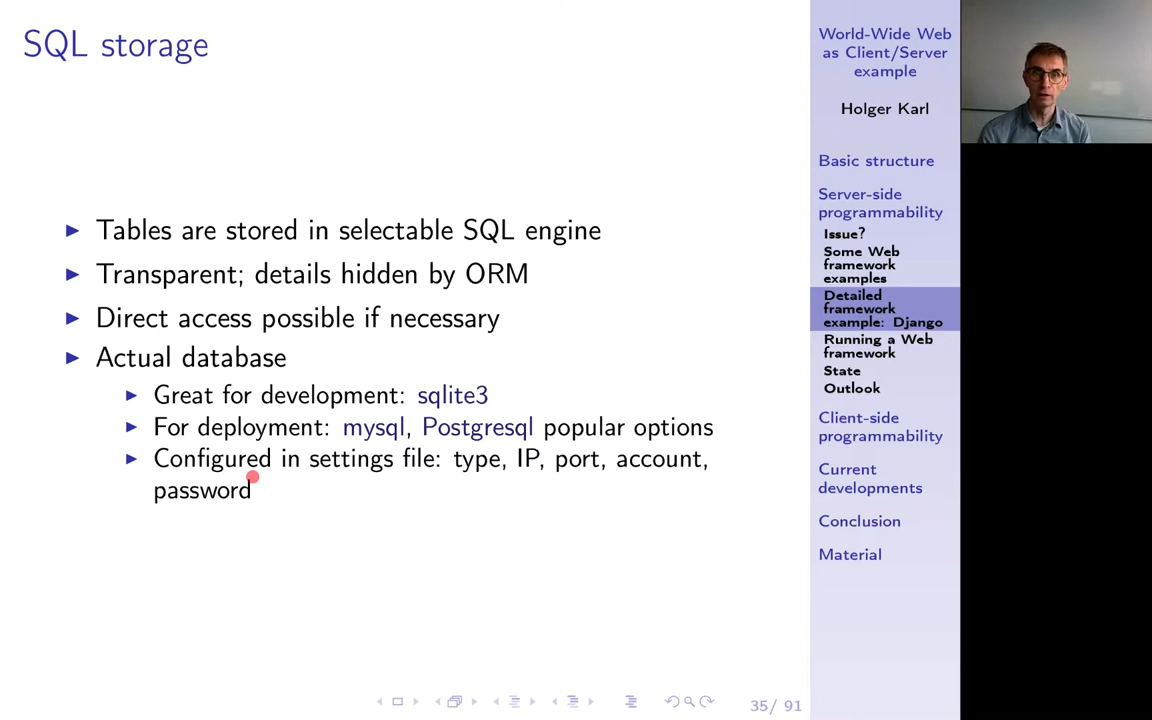 SQL storage
Tables are stored in selectable SQL engine
Transparent; details hidden by ORM
Direct access possible if necessary
Actual database
Great for development: sqlite3
For deployment: mysql, Postgresql popular options
Configured in settings file: type, IP, port, account,
password
World-Wide Web
as Client/Server
example
Holger Karl
Basic structure
Server-side
programmability
Issue?
Some Web
framework
examples
Detailed
framework
example: Django
Running a Web
framework
State
Outlook
Client-side
programmability
Current
developments
Conclusion
Material
35/ 91